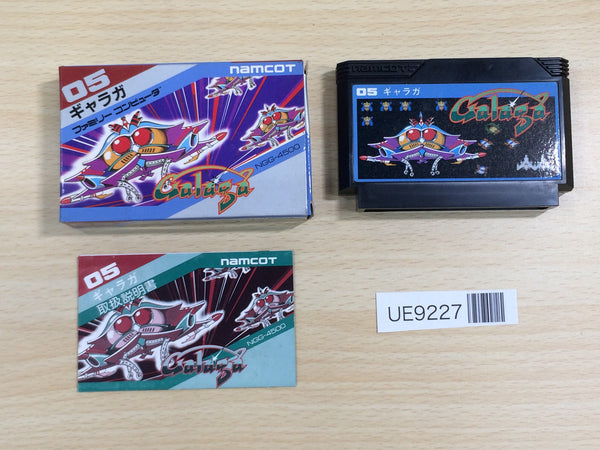 05
ギャラガ
ファミリーコンピュータ
namcot
Galaga
NGG-4500
namcot
05 ギャラガ
Galaga
05
ギャラガ
取扱説明書
namcot
Galaga
NGG-4500
UE9227